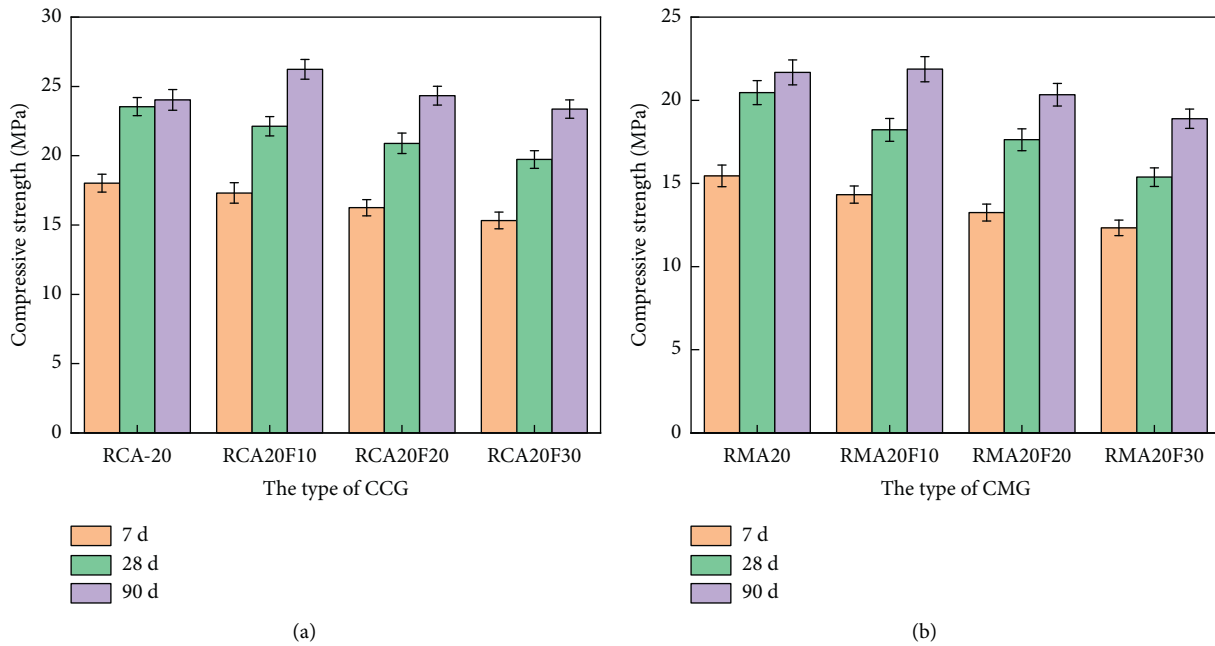 30
25
20
15
10
5
0
Compressive strength (MPa)
RCA-20 RCA20F10 RCA20F20 RCA20F30
The type of CCG
7 d
28 d
90 d
(a)
25
20
15
10
5
0
Compressive strength (MPa)
RMA20 RMA20F10 RMA20F20 RMA20F30
The type of CMG
7 d
28 d
90 d
(b)